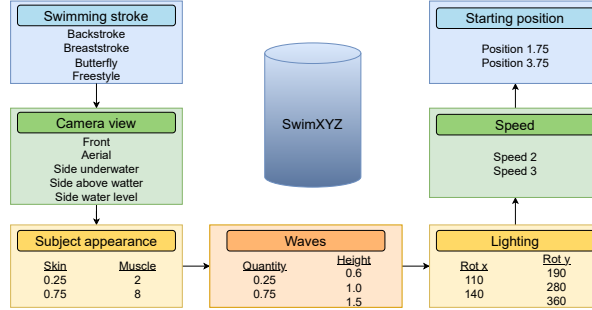 Swimming stroke
Backstroke
Breaststroke
Butterfly
Freestyle
Camera view
Front
Aerial
Side underwater
Side above watter
Side water level
Subject appearance
Skin Muscle
0.25 2
0.75 8
Waves
Quantity Height
0.25 0.6
0.75 1.0
1.5
Lighting
Rot x Rot y
110 190
140 280
360
Speed
Speed 2
Speed 3
Starting position
Position 1.75
Position 3.75
SwimXYZ